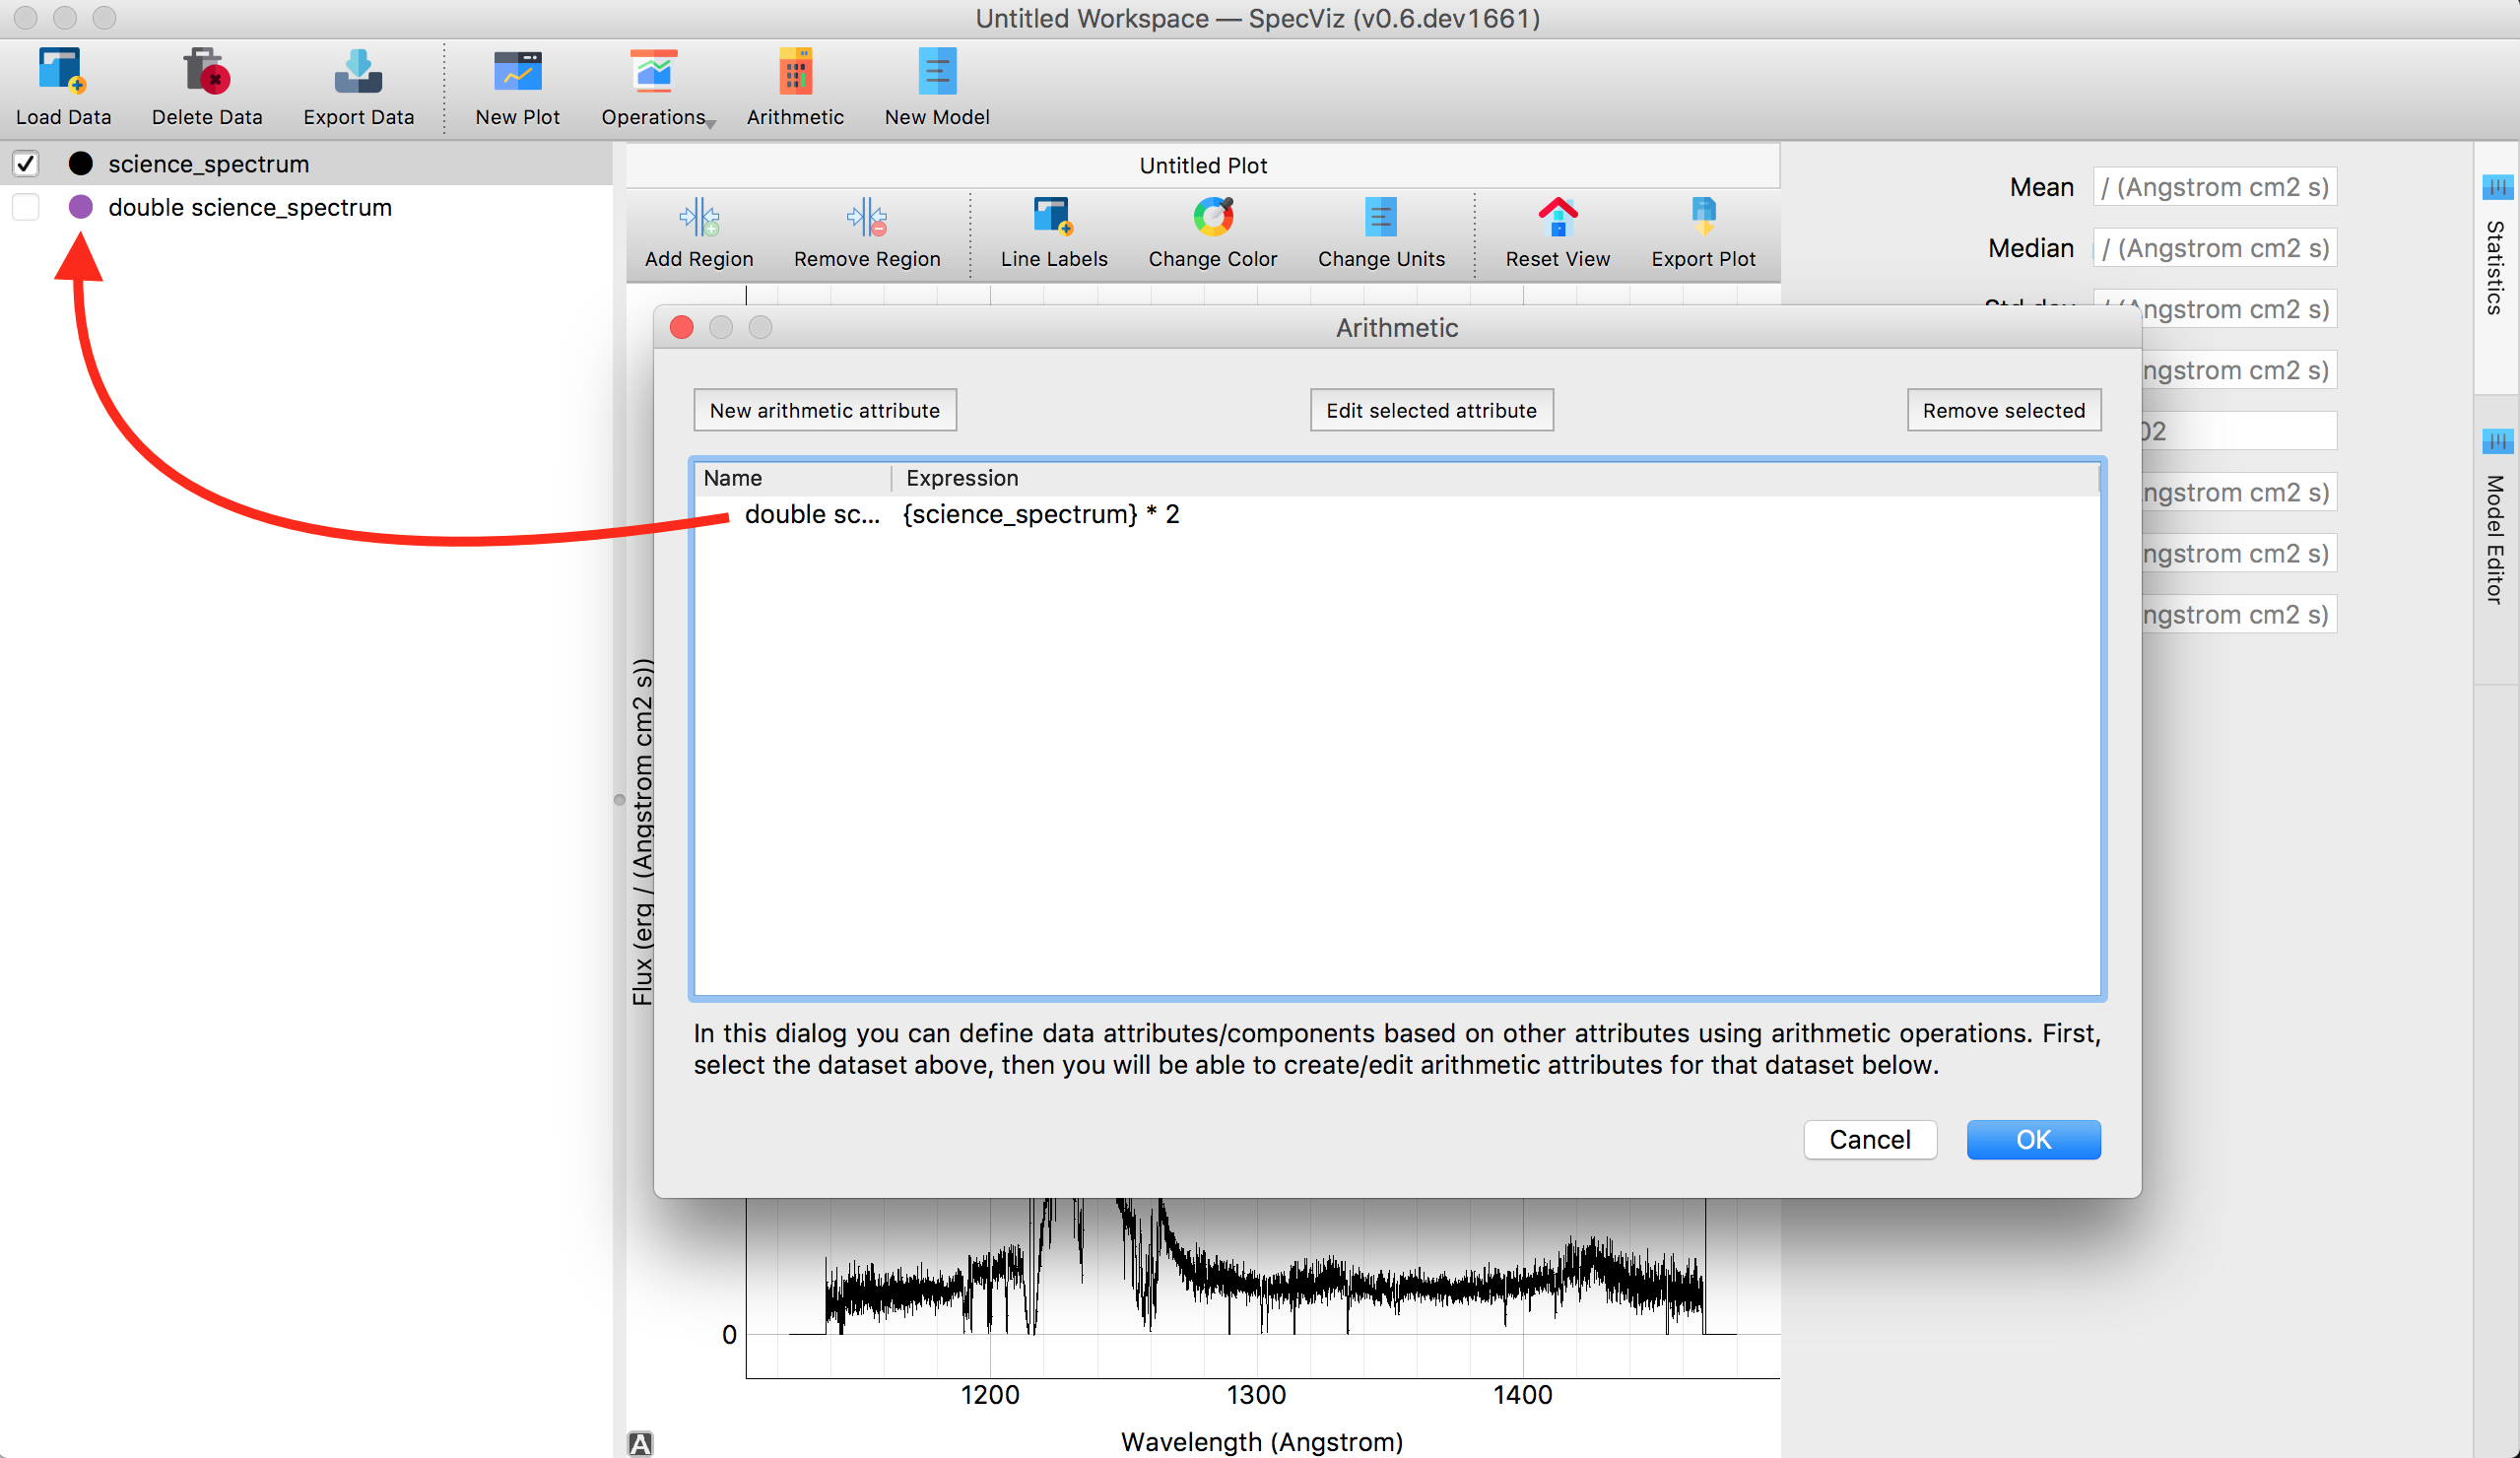 Untitled Workspace — SpecViz (v0.6.dev1661)
Load Data
Delete Data
Export Data
New Plot
Operations
Arithmetic
New Model
science_spectrum
double science_spectrum
Untitled Plot
Add Region
Remove Region
Line Labels
Change Color
Change Units
Reset View
Export Plot
Mean / (Angstrom cm2 s)
Median / (Angstrom cm2 s)
Angstrom cm2 s)
ngstrom cm2 s)
02
ngstrom cm2 s)
ngstrom cm2 s)
ngstrom cm2 s)
Statistics
Model Editor
Arithmetic
New arithmetic attribute
Edit selected attribute
Remove selected
Name Expression
double sc... {science_spectrum} * 2
In this dialog you can define data attributes/components based on other attributes using arithmetic operations. First,
select the dataset above, then you will be able to create/edit arithmetic attributes for that dataset below.
Cancel
OK
Flux (erg / (Angstrom cm2 s))
0
1200 1300 1400
Wavelength (Angstrom)
A